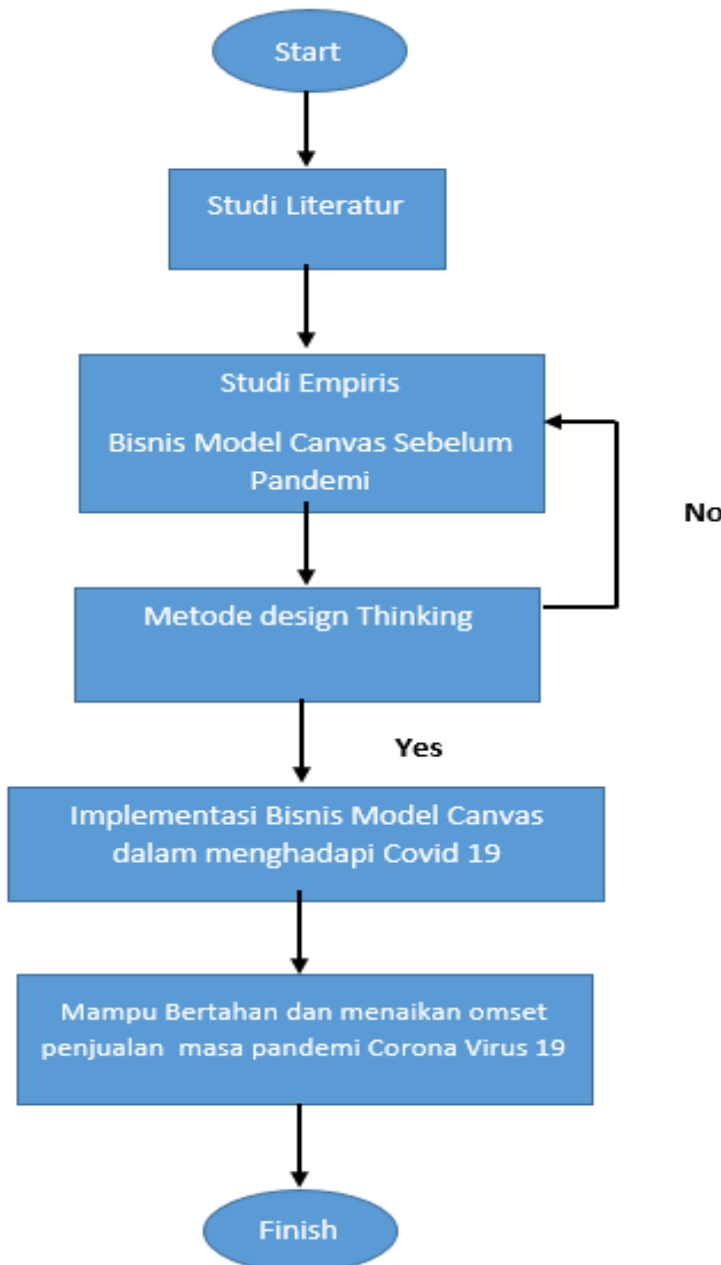 Start
Studi Literatur
Studi Empiris
Bisnis Model Canvas Sebelum
Pandemi
No
Metode design Thinking
Yes
Implementasi Bisnis Model Canvas
dalam menghadapi Covid 19
Mampu Bertahan dan menaikan omset
penjualan masa pandemi Corona Virus 19
Finish